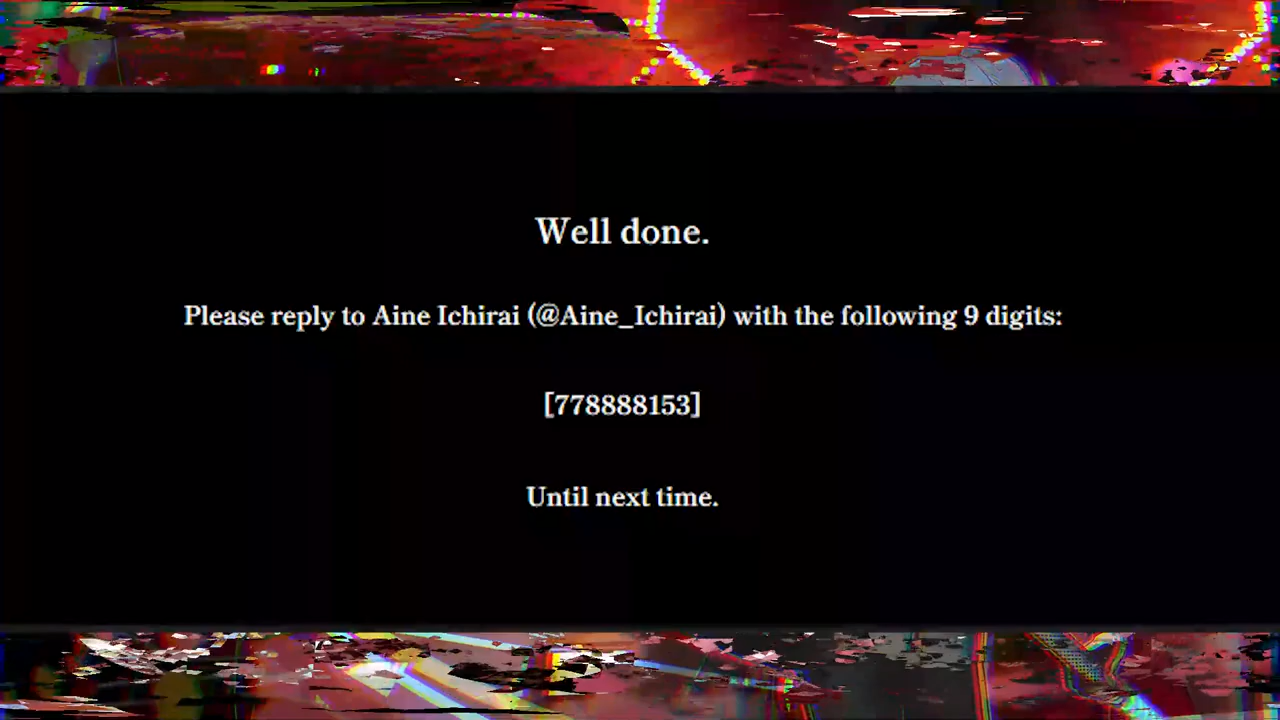 Well done.
Please reply to Aine Ichirai (@Aine_Ichirai) with the following 9 digits:
[778888153]
Until next time.